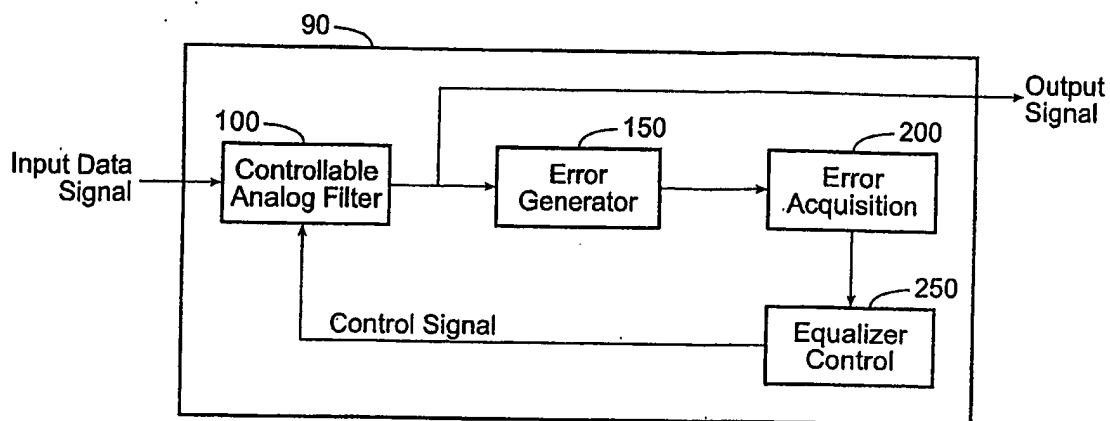 90
Output
Signal
100
150
200
Input Data
Signal
Controllable
Analog Filter
Error
Generator
Error
Acquisition
250
Control Signal
Equalizer
Control